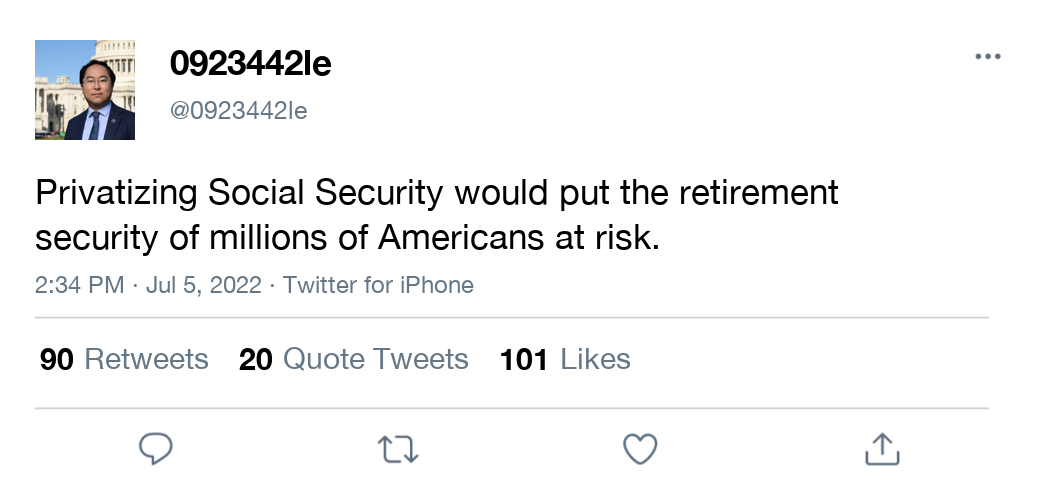 0923442le
@0923442le
Privatizing Social Security would put the retirement
security of millions of Americans at risk.
2:34 PM · Jul 5, 2022 · Twitter for iPhone
90 Retweets 20 Quote Tweets 101 Likes